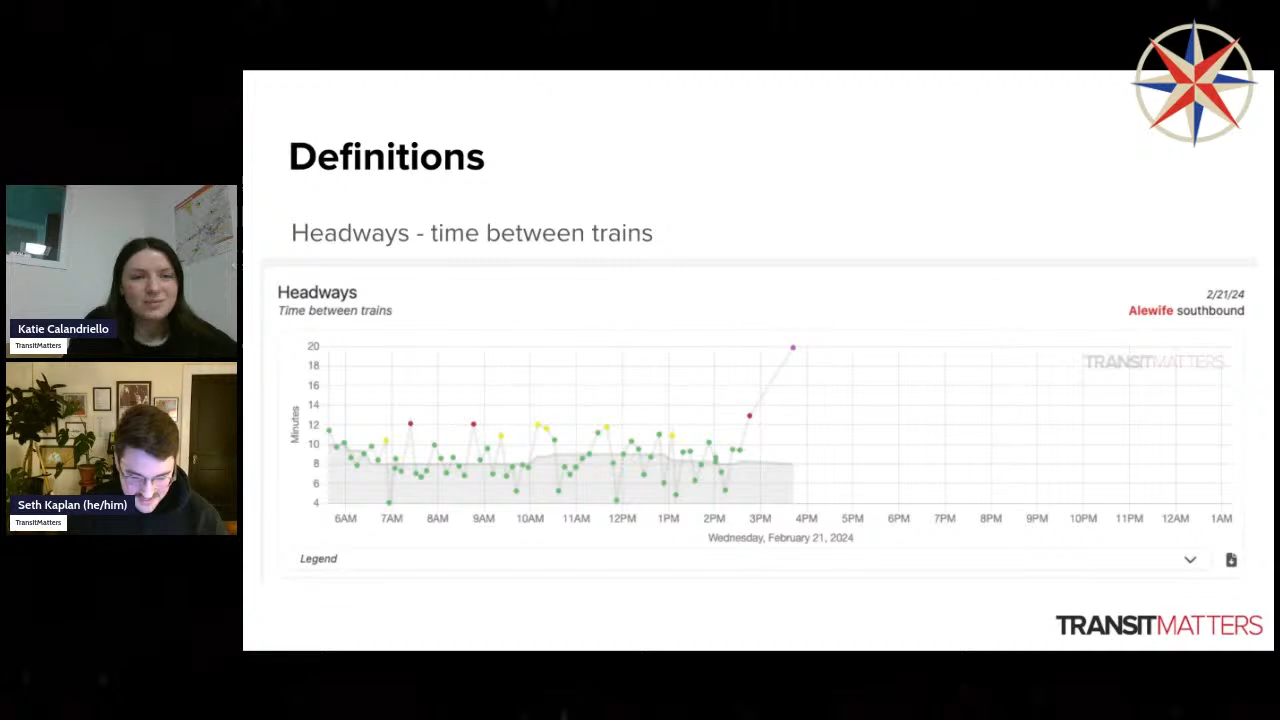 Definitions
Headways - time between trains
Headways
Time between trains
2/21/24
Alewife southbound
TRANSITMATTERS
20
18
16
14
12
10
8
6
4
Minutes
6AM 7AM 8AM 9AM 10AM 11AM 12PM 1PM 2PM 3PM 4PM 5PM 6PM 7PM 8PM 9PM 10PM 11PM 12AM 1AM
Wednesday, February 21, 2024
Legend
TRANSITMATTERS
Katie Calandriello
TransitMatters
Seth Kaplan (he/him)
TransitMatters